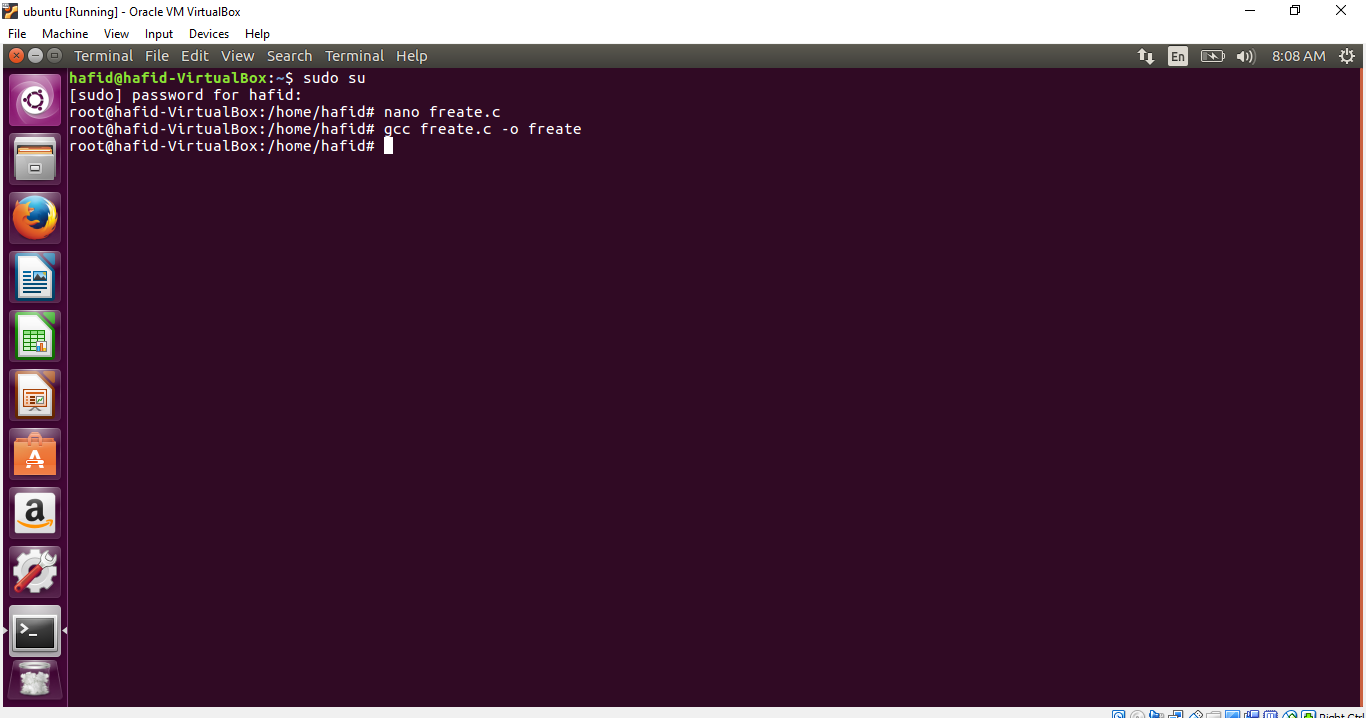 ubuntu [Running] - Oracle VM VirtualBox
File Machine View Input Devices Help
Terminal File Edit View Search Terminal Help En 8:08 AM
hafid@hafid-VirtualBox:~$ sudo su
[sudo] password for hafid:
root@hafid-VirtualBox:/home/hafid# nano freate.c
root@hafid-VirtualBox:/home/hafid# gcc freate.c -o freate
root@hafid-VirtualBox:/home/hafid#
Right Ctrl